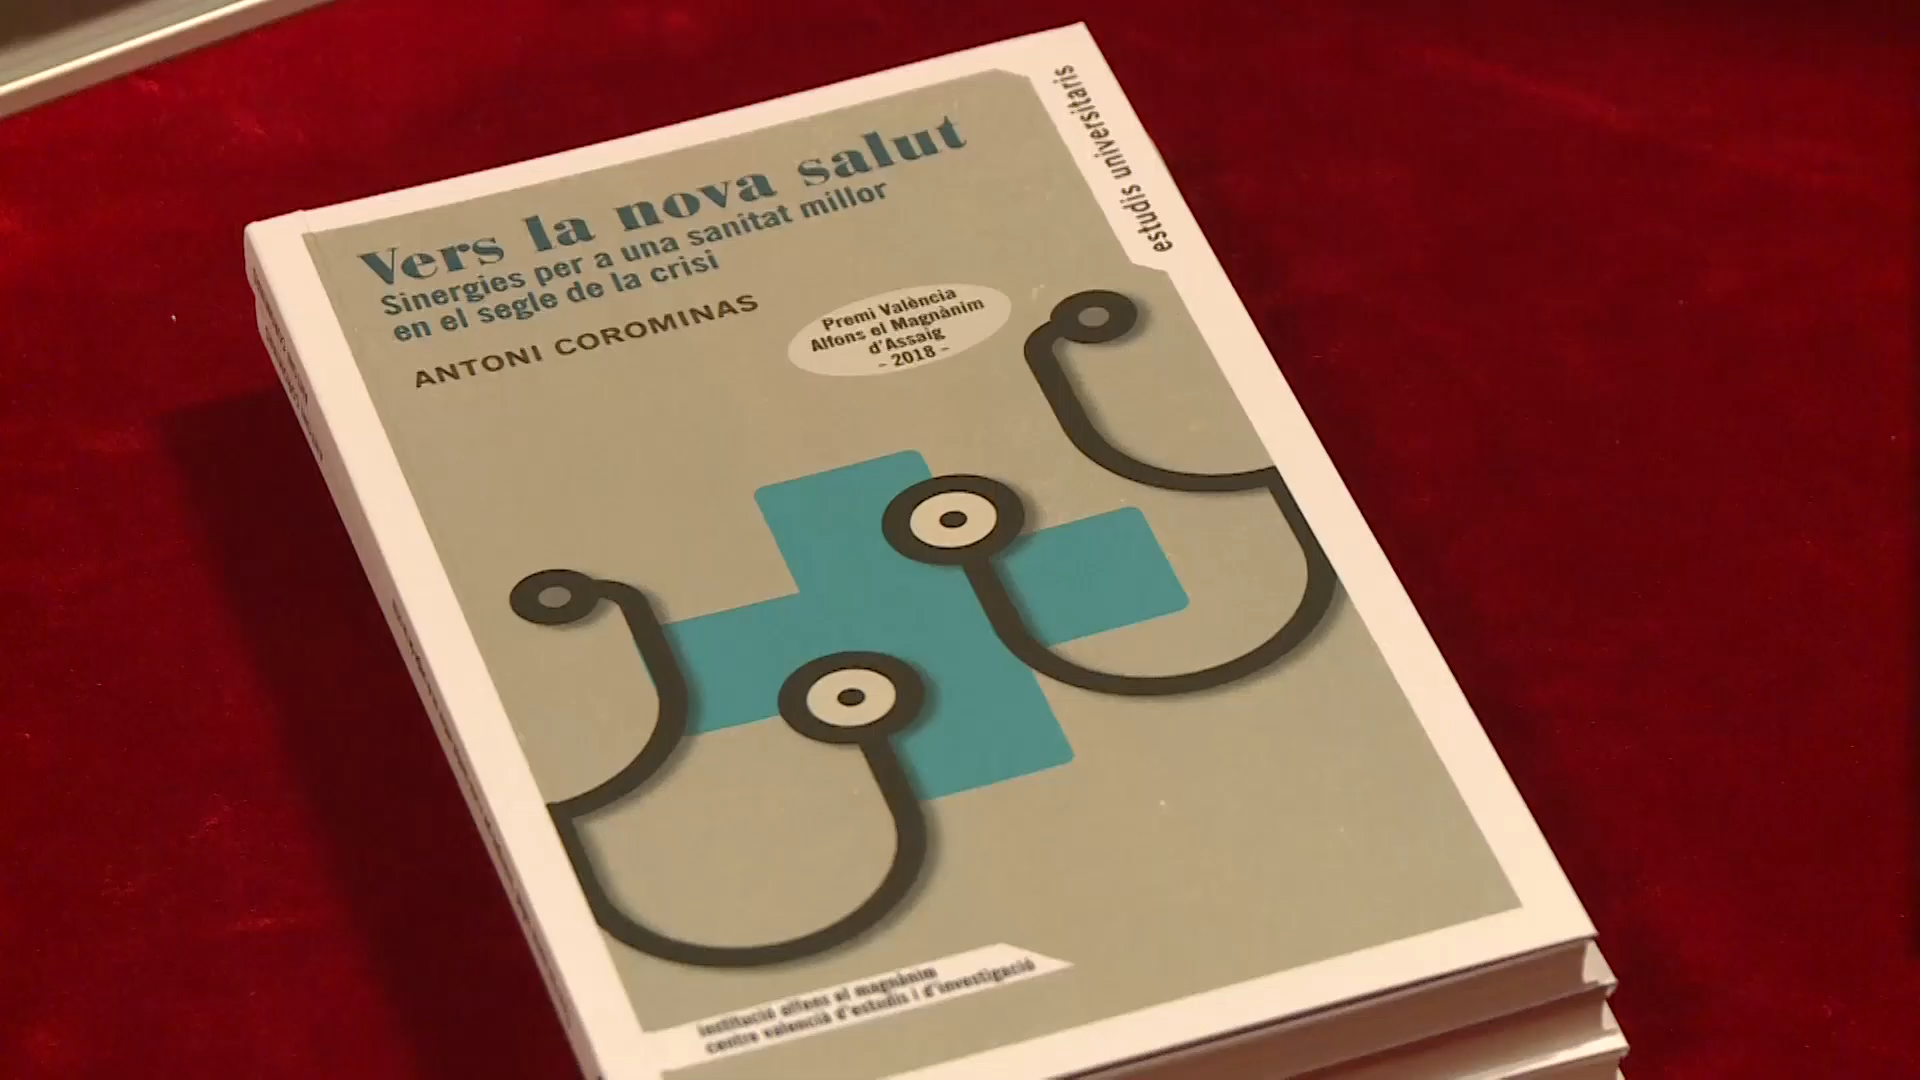 Vers la nova salut
Sinergies per a una sanitat millor
en el segle de la crisi
ANTONI COROMINAS
Premi València
Alfons el Magnànim
d'Assaig
- 2018 -
estudis universitaris
institució alfons el magnànim
centre valencià d'estudis i d'investigació